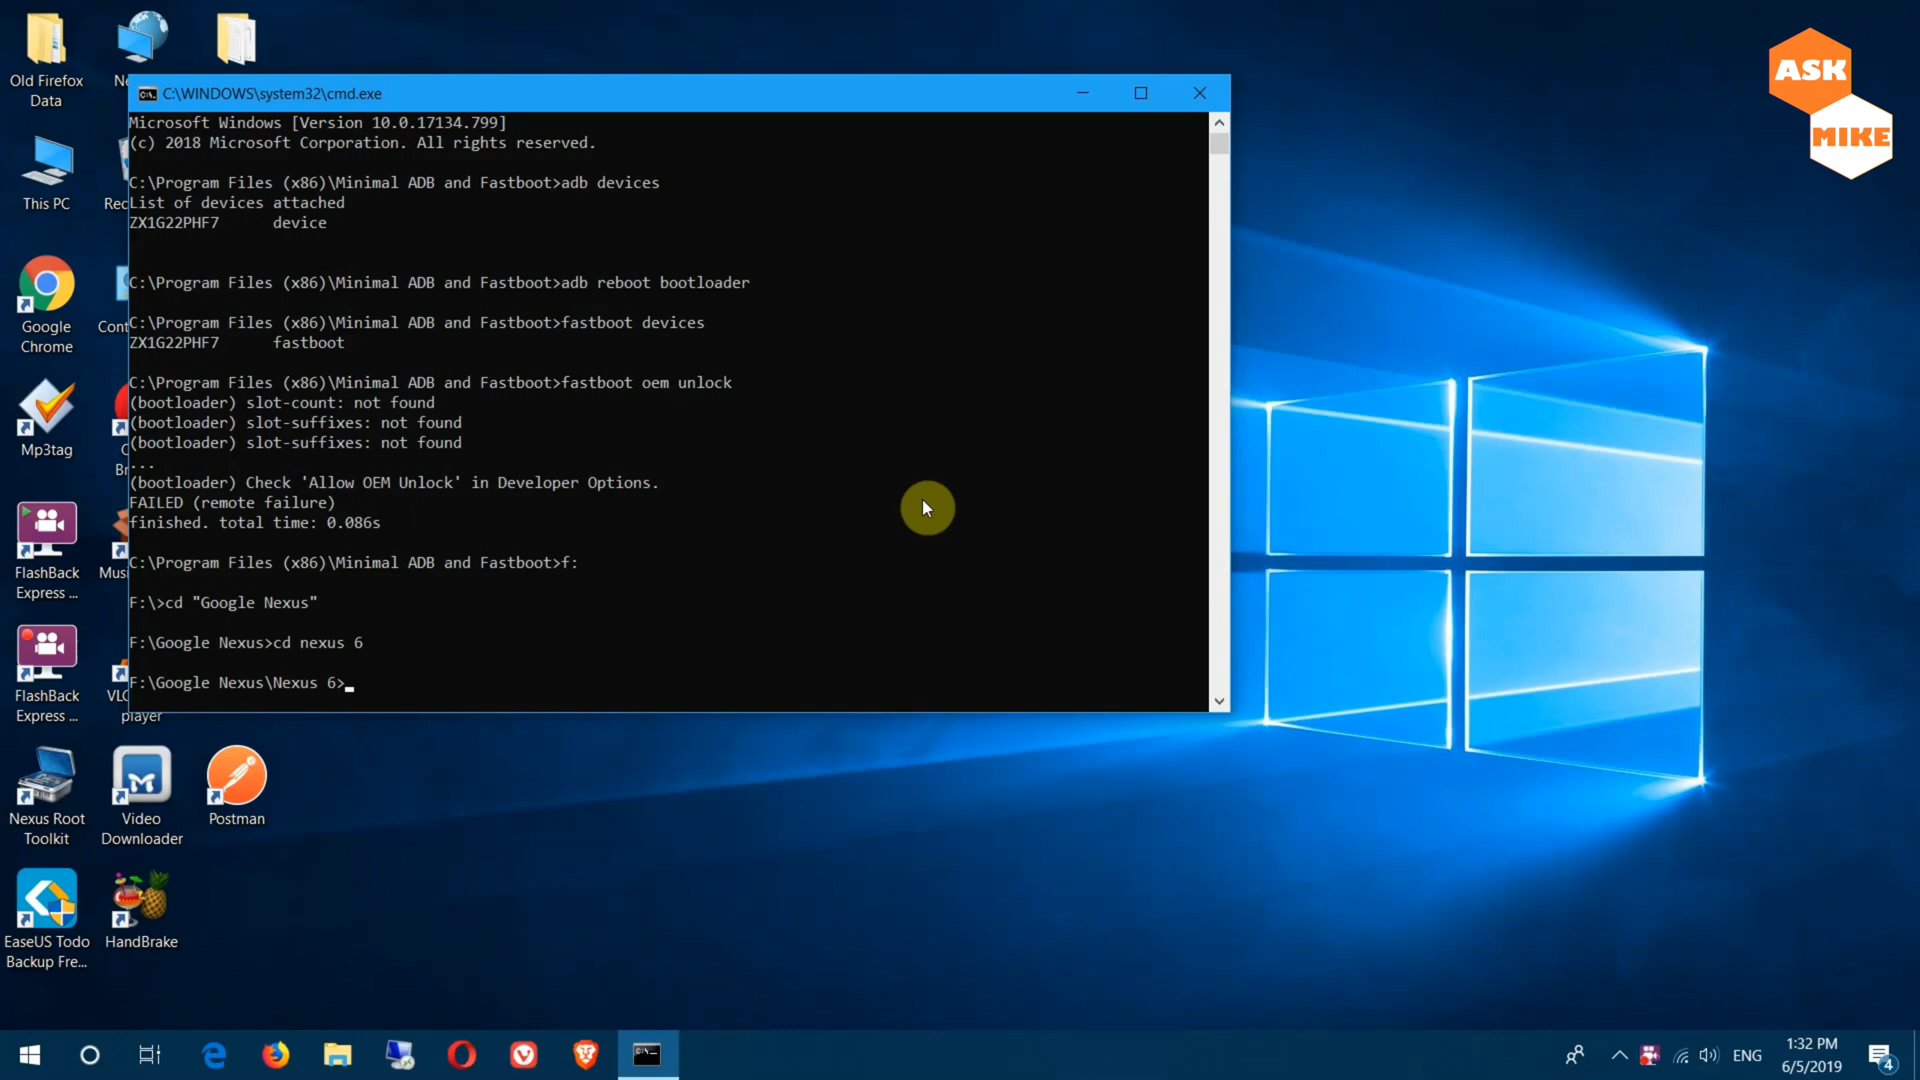 Old Firefox
Data
Ne
ASK
MIKE
C:\WINDOWS\system32\cmd.exe
Microsoft Windows [Version 10.0.17134.799]
(c) 2018 Microsoft Corporation. All rights reserved.
C:\Program Files (x86)\Minimal ADB and Fastboot>adb devices
List of devices attached
ZX1G22PHF7 device
C:\Program Files (x86)\Minimal ADB and Fastboot>adb reboot bootloader
C:\Program Files (x86)\Minimal ADB and Fastboot>fastboot devices
ZX1G22PHF7 fastboot
C:\Program Files (x86)\Minimal ADB and Fastboot>fastboot oem unlock
(bootloader) slot-count: not found
(bootloader) slot-suffixes: not found
(bootloader) slot-suffixes: not found
...
(bootloader) Check 'Allow OEM Unlock' in Developer Options.
FAILED (remote failure)
finished. total time: 0.086s
C:\Program Files (x86)\Minimal ADB and Fastboot>f:
F:\>cd "Google Nexus"
F:\Google Nexus>cd nexus 6
F:\Google Nexus\Nexus 6>
This PC
Rec
Google
Chrome
Cont
Mp3tag
C
Br
FlashBack
Express ...
Musi
FlashBack
Express ...
VLC
player
Nexus Root
Toolkit
Video
Downloader
Postman
EaseUS Todo
Backup Fre...
HandBrake
ENG
1:32 PM
6/5/2019
4